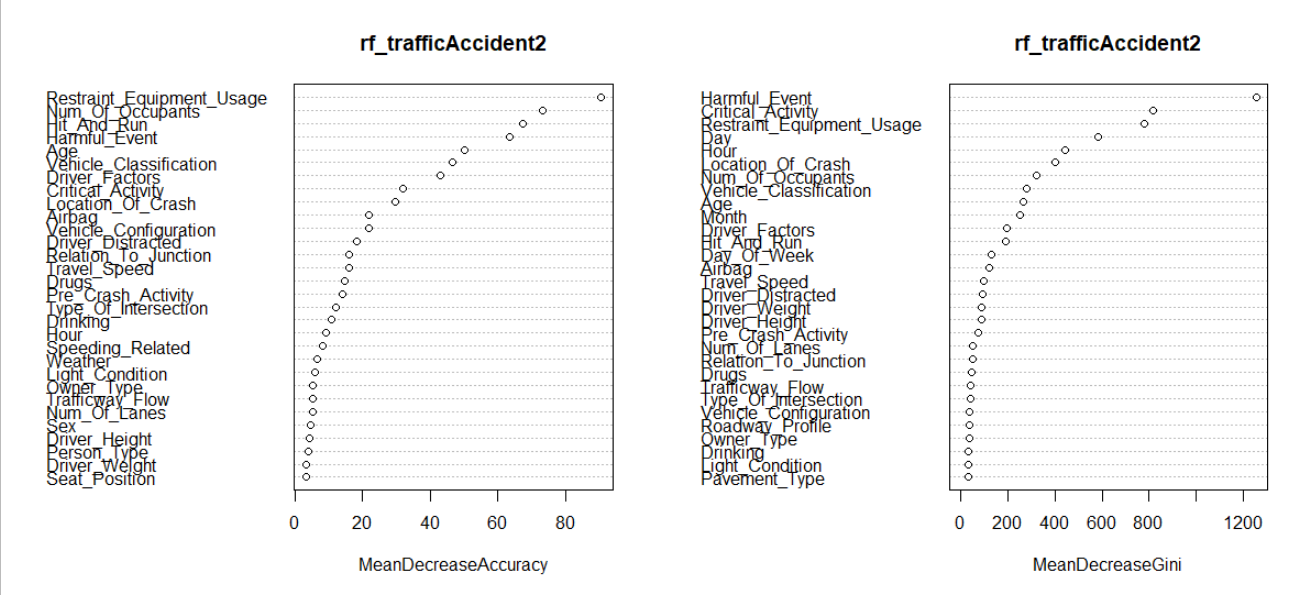 rf_trafficAccident2
Restraint_Equipment_Usage
Num_Of_Occupants
Hit_And_Run
Harmful_Event
Age
Vehicle_Classification
Driver_Factors
Critical_Activity
Location_Of_Crash
Airbag
Vehicle_Configuration
Driver_Distracted
Relation_To_Junction
Travel_Speed
Drugs
Pre_Crash_Activity
Type_Of_Intersection
Drinking
Hour
Speeding_Related
Weather
Light_Condition
Owner_Type
Trafficway_Flow
Num_Of_Lanes
Sex
Driver_Height
Person_Type
Driver_Weight
Seat_Position
0 20 40 60 80
MeanDecreaseAccuracy
rf_trafficAccident2
Harmful_Event
Critical_Activity
Restraint_Equipment_Usage
Day
Hour
Location_Of_Crash
Num_Of_Occupants
Vehicle_Classification
Age
Month
Driver_Factors
Hit_And_Run
Day_Of_Week
Airbag
Travel_Speed
Driver_Distracted
Driver_Weight
Driver_Height
Pre_Crash_Activity
Num_Of_Lanes
Relation_To_Junction
Drugs
Trafficway_Flow
Type_Of_Intersection
Vehicle_Configuration
Roadway_Profile
Owner_Type
Drinking
Light_Condition
Pavement_Type
0 200 400 600 800 1200
MeanDecreaseGini